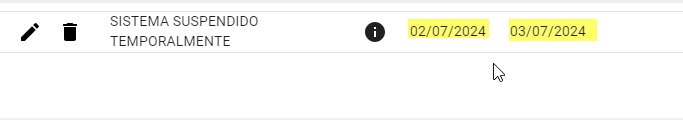 SISTEMA SUSPENDIDO
TEMPORALMENTE
02/07/2024 03/07/2024